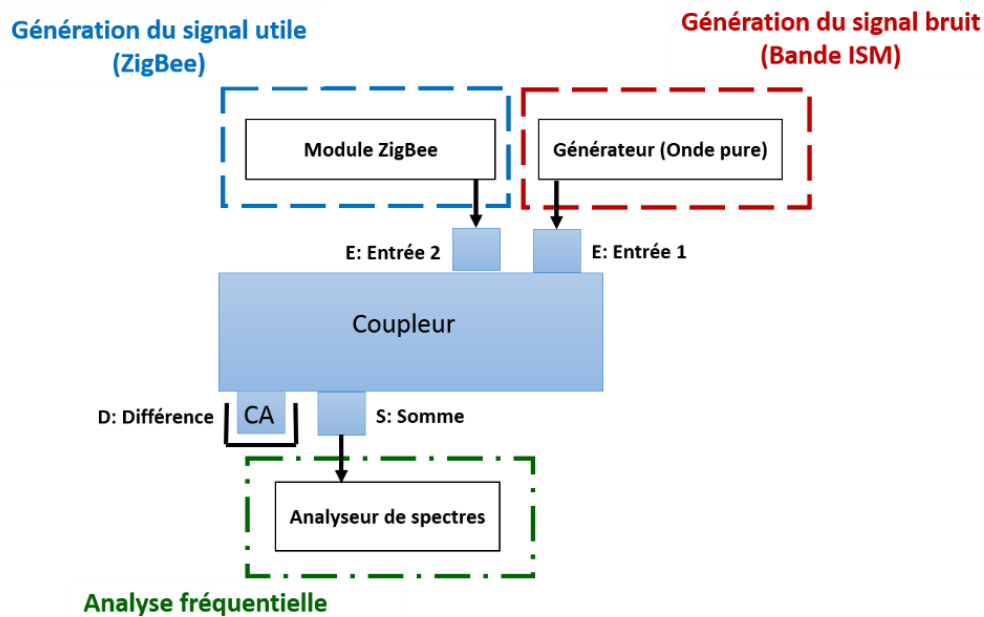 Génération du signal utile
(ZigBee)
Génération du signal bruit
(Bande ISM)
Module ZigBee
Générateur (Onde pure)
E: Entrée 2
E: Entrée 1
Coupleur
D: Différence
CA
S: Somme
Analyseur de spectres
Analyse fréquentielle